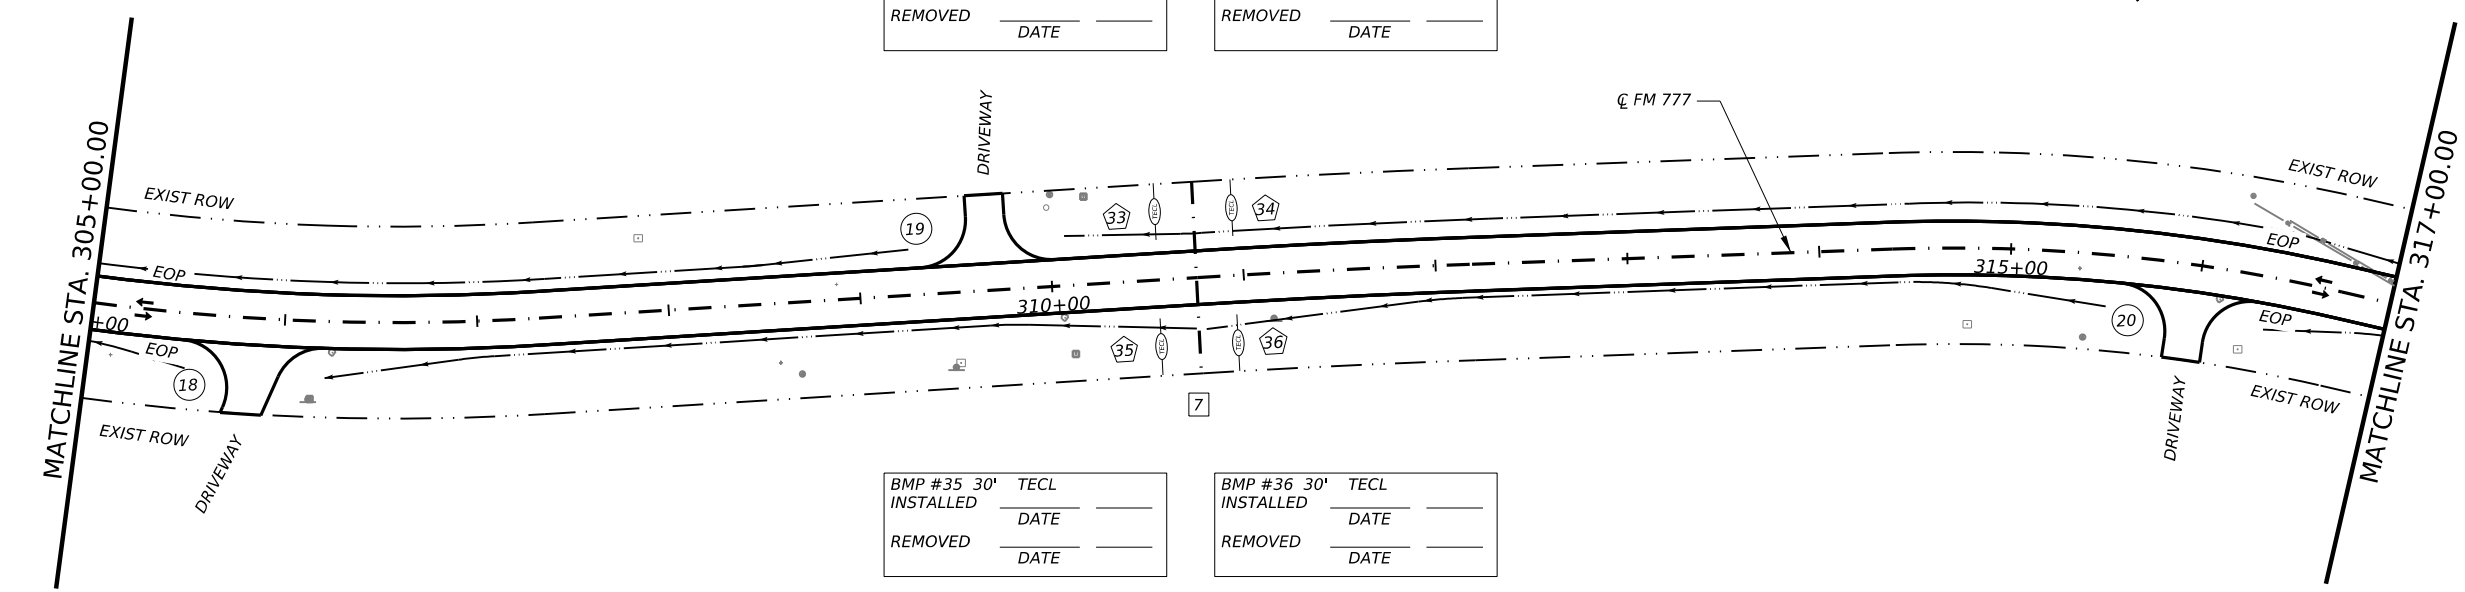 REMOVED
DATE
REMOVED
DATE
MATCHLINE STA. 305+00.00
EXIST ROW
DRIVEWAY
℄ FM 777
EXIST ROW
MATCHLINE STA. 317+00.00
19
33
TECL
TECL
34
EOP
EOP
315+00
310+00
+00
EOP
18
35
TECL
TECL
36
20
EOP
7
EXIST ROW
DRIVEWAY
DRIVEWAY
EXIST ROW
BMP #35 30' TECL
INSTALLED
DATE
REMOVED
DATE
BMP #36 30' TECL
INSTALLED
DATE
REMOVED
DATE